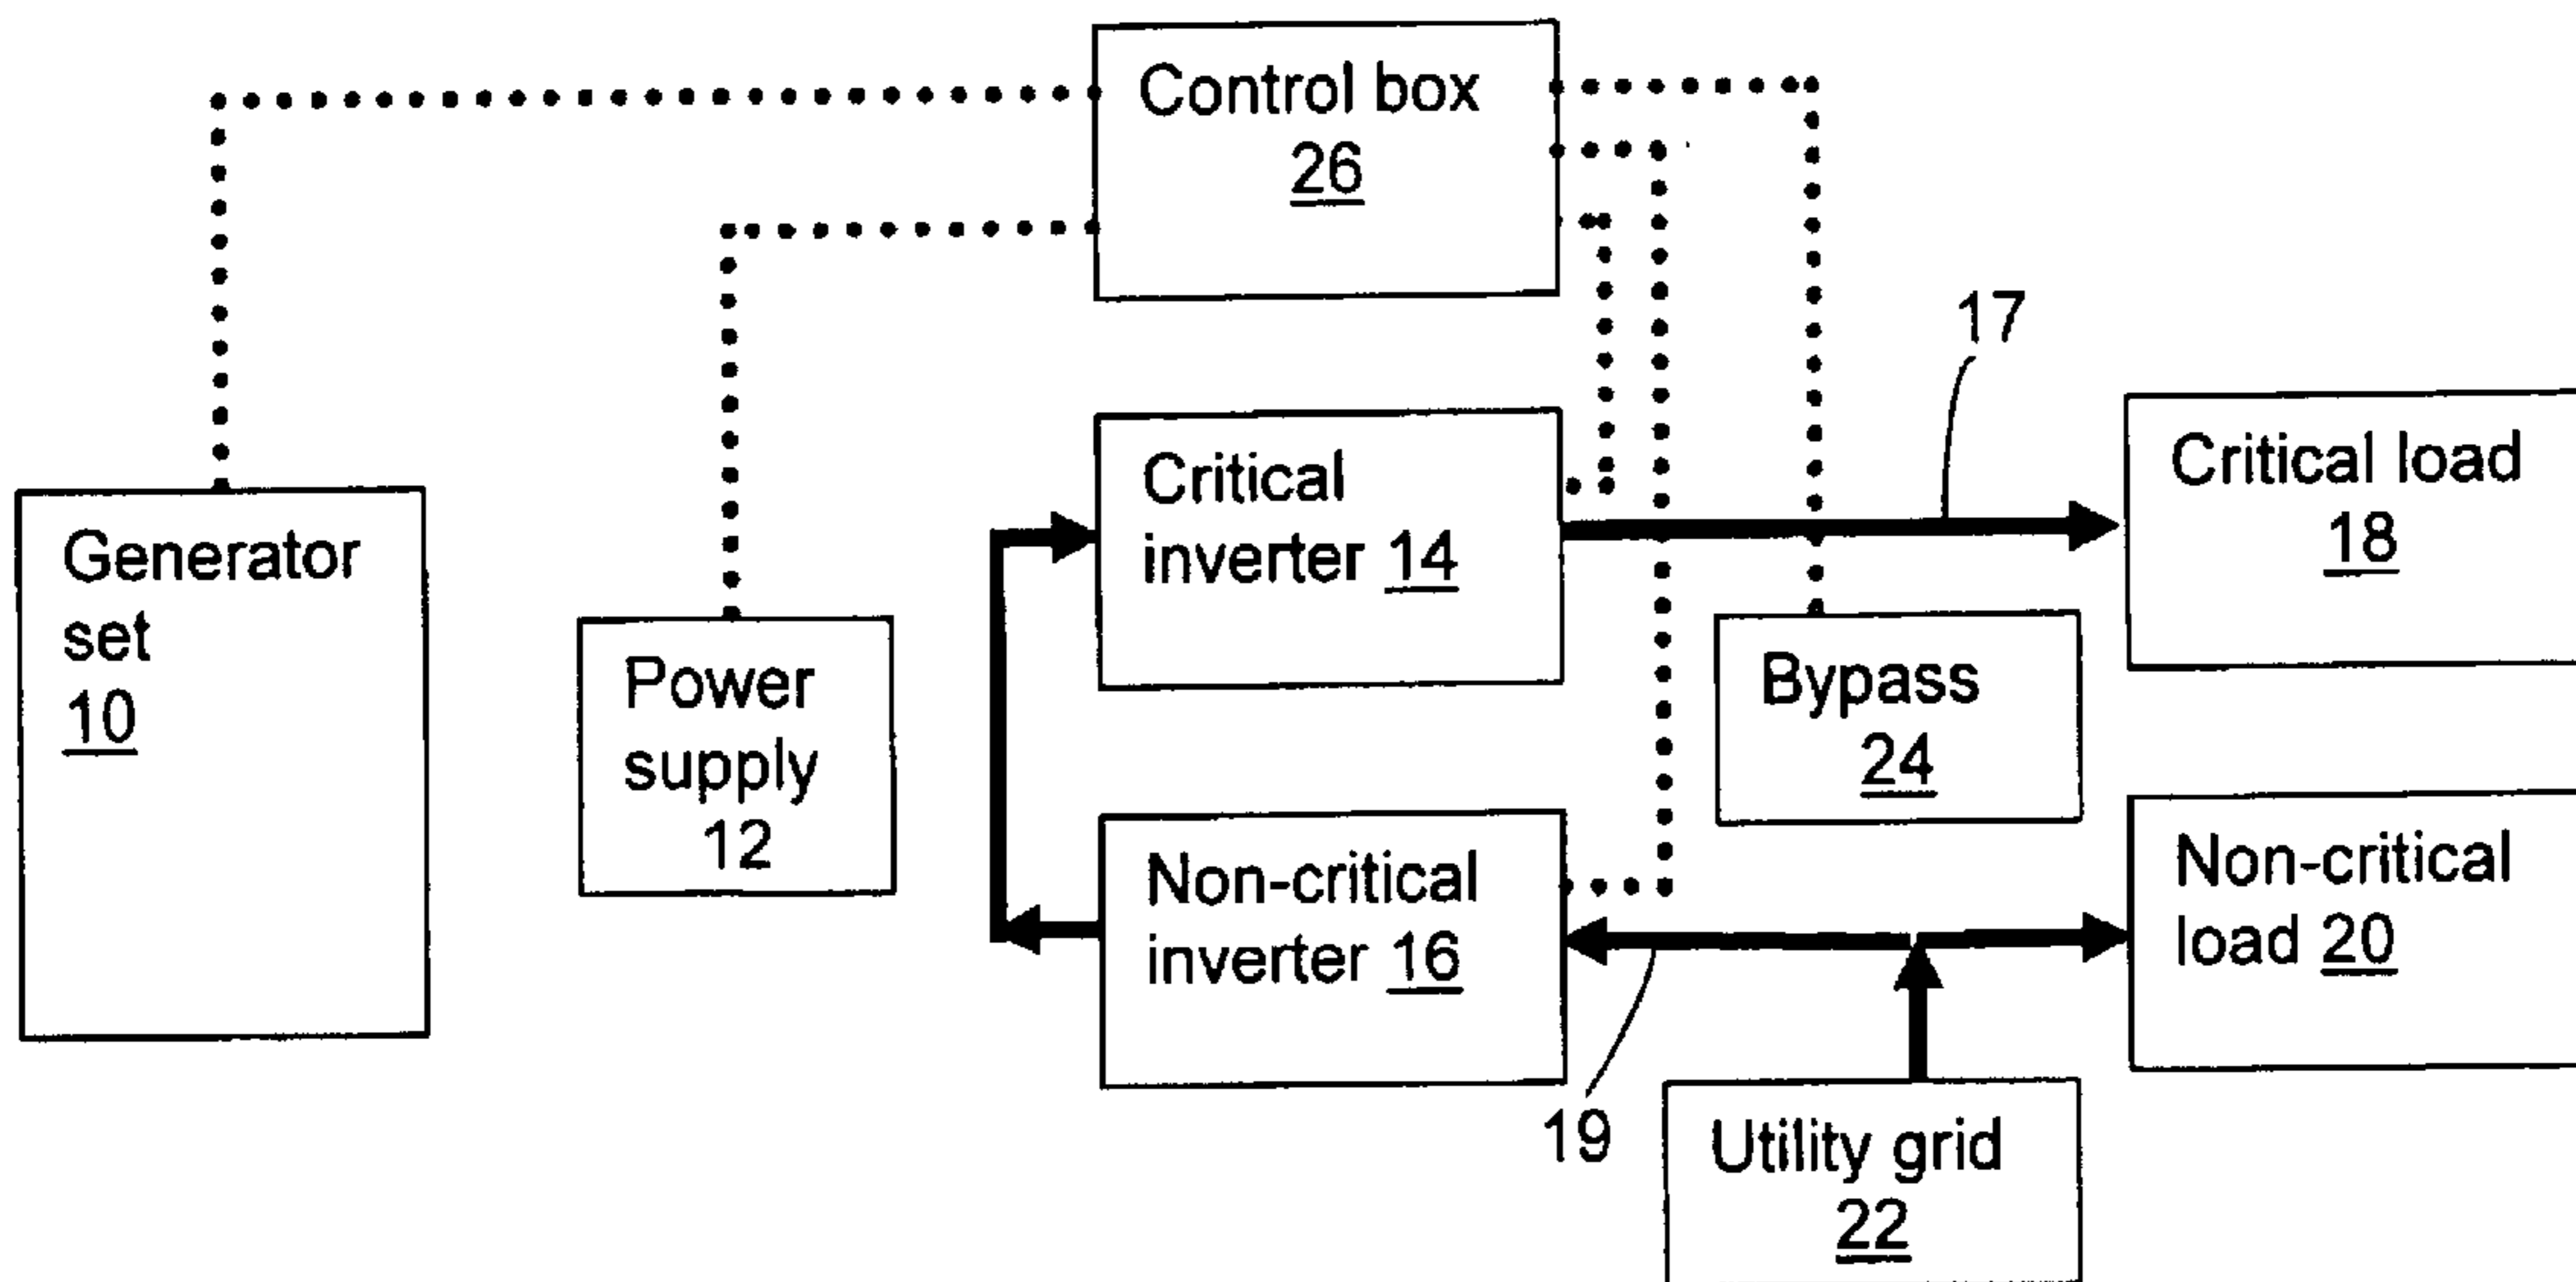 Control box
26
17
Critical
inverter 14
Critical load
18
Generator
set
10
Power
supply
12
Bypass
24
Non-critical
inverter 16
Non-critical
load 20
19
Utility grid
22